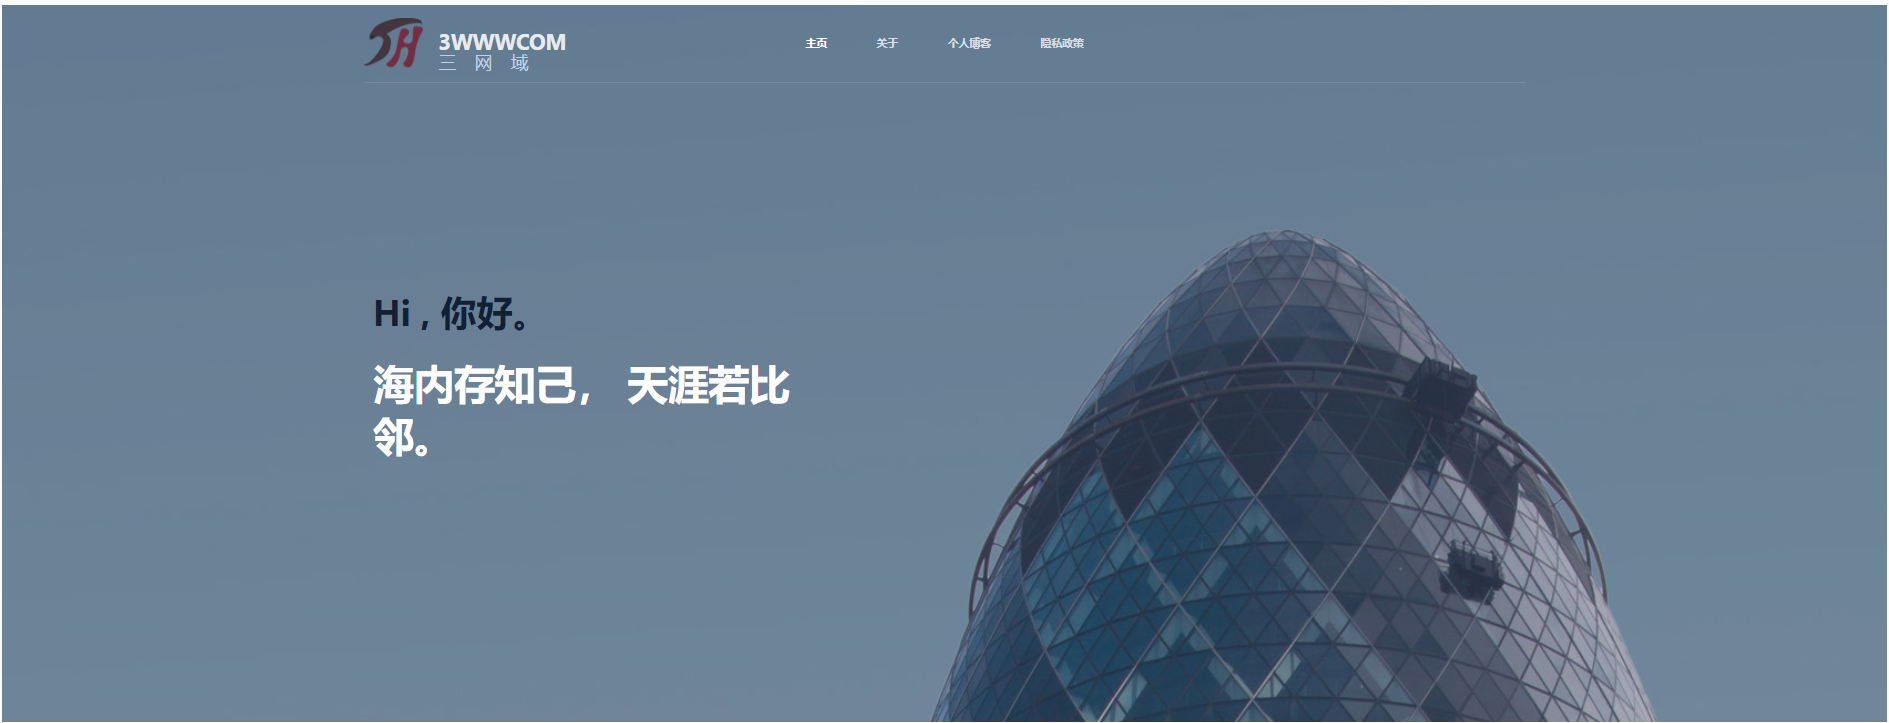 3WWWCOM
三 网 域
主页 关于 个人博客 隐私政策
Hi , 你好。
海内存知己， 天涯若比
邻。